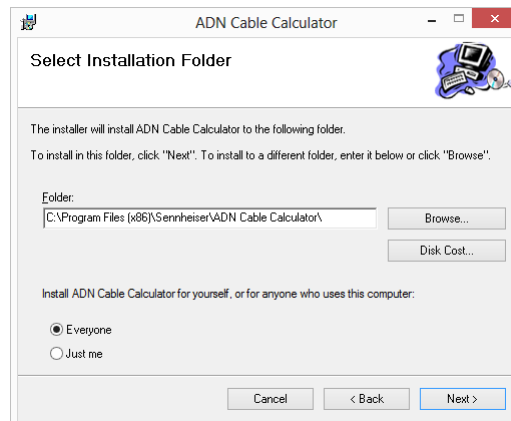 ADN Cable Calculator
Select Installation Folder
The installer will install ADN Cable Calculator to the following folder.
To install in this folder, click "Next". To install to a different folder, enter it below or click "Browse".
Folder:
C:\Program Files (x86)\Sennheiser\ADN Cable Calculator\
Browse...
Disk Cost...
Install ADN Cable Calculator for yourself, or for anyone who uses this computer:
Everyone
Just me
Cancel
< Back
Next >